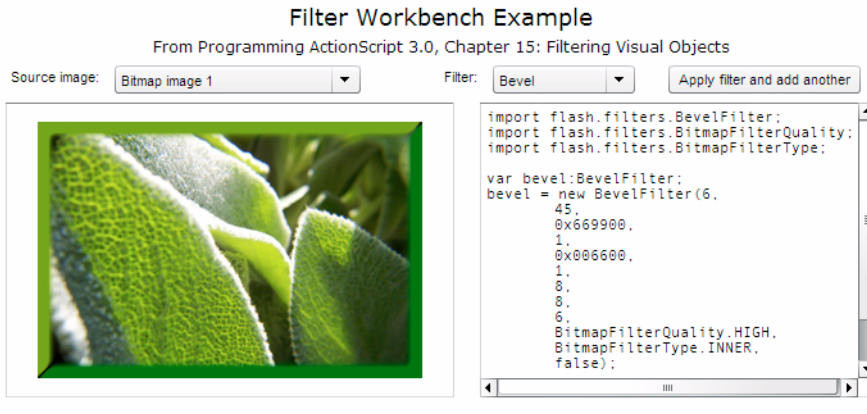 Filter Workbench Example
From Programming ActionScript 3.0, Chapter 15: Filtering Visual Objects
Source image: Bitmap image 1 Filter: Bevel Apply filter and add another
import flash.filters.BevelFilter;
import flash.filters.BitmapFilterQuality;
import flash.filters.BitmapFilterType;
var bevel:BevelFilter;
bevel = new BevelFilter(6,
45,
0x669900,
1,
0x006600,
1,
8,
8,
6,
BitmapFilterQuality.HIGH,
BitmapFilterType.INNER,
false);